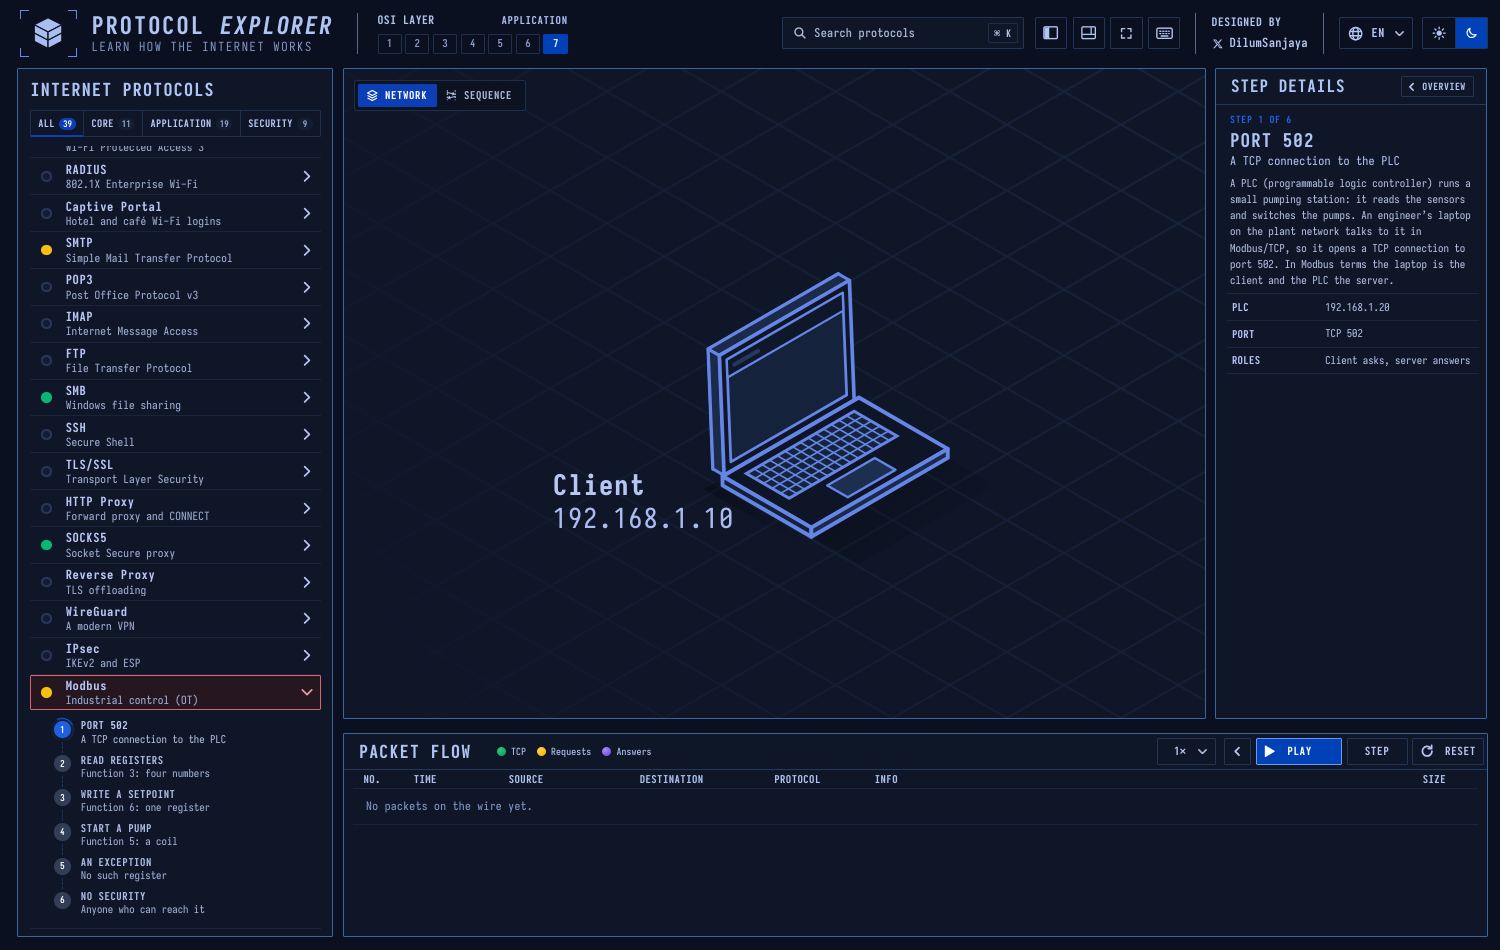 PROTOCOL EXPLORER
LEARN HOW THE INTERNET WORKS
OSI LAYER APPLICATION
1 2 3 4 5 6 7
Search protocols ⌘ K
DESIGNED BY
DilumSanjaya
EN
INTERNET PROTOCOLS
ALL 39 CORE 11 APPLICATION 19 SECURITY 9
Wi-Fi Protected Access 3
RADIUS
802.1X Enterprise Wi-Fi
Captive Portal
Hotel and café Wi-Fi logins
SMTP
Simple Mail Transfer Protocol
POP3
Post Office Protocol v3
IMAP
Internet Message Access
FTP
File Transfer Protocol
SMB
Windows file sharing
SSH
Secure Shell
TLS/SSL
Transport Layer Security
HTTP Proxy
Forward proxy and CONNECT
SOCKS5
Socket Secure proxy
Reverse Proxy
TLS offloading
WireGuard
A modern VPN
IPsec
IKEv2 and ESP
Modbus
Industrial control (OT)
1 PORT 502
A TCP connection to the PLC
2 READ REGISTERS
Function 3: four numbers
3 WRITE A SETPOINT
Function 6: one register
4 START A PUMP
Function 5: a coil
5 AN EXCEPTION
No such register
6 NO SECURITY
Anyone who can reach it
NETWORK SEQUENCE
Client
192.168.1.10
STEP DETAILS OVERVIEW
STEP 1 OF 6
PORT 502
A TCP connection to the PLC
A PLC (programmable logic controller) runs a
small pumping station: it reads the sensors
and switches the pumps. An engineer’s laptop
on the plant network talks to it in
Modbus/TCP, so it opens a TCP connection to
port 502. In Modbus terms the laptop is the
client and the PLC the server.
PLC 192.168.1.20
PORT TCP 502
ROLES Client asks, server answers
PACKET FLOW TCP Requests Answers 1× PLAY STEP RESET
NO. TIME SOURCE DESTINATION PROTOCOL INFO SIZE
No packets on the wire yet.